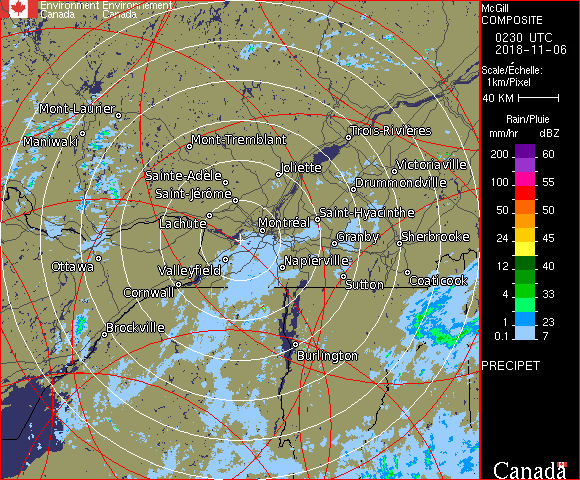 Environment Environnement
Canada Canada
McGill
COMPOSITE
0230 UTC
2018-11-06
Scale/Échelle:
1km/Pixel
40 KM
Rain/Pluie
mm/hr dBZ
200 60
100 55
50 50
24 45
12 40
4 33
1 23
0.1 7
PRECIPET
Canada
Mont-Laurier
Maniwaki
Mont-Tremblant
Trois-Rivières
Joliette
Victoriaville
Sainte-Adèle
Drummondville
Saint-Jérôme
Lachute
Montréal
Saint-Hyacinthe
Granby
Sherbrooke
Ottawa
Valleyfield
Napierville
Cornwall
Sutton
Coaticook
Brockville
Burlington